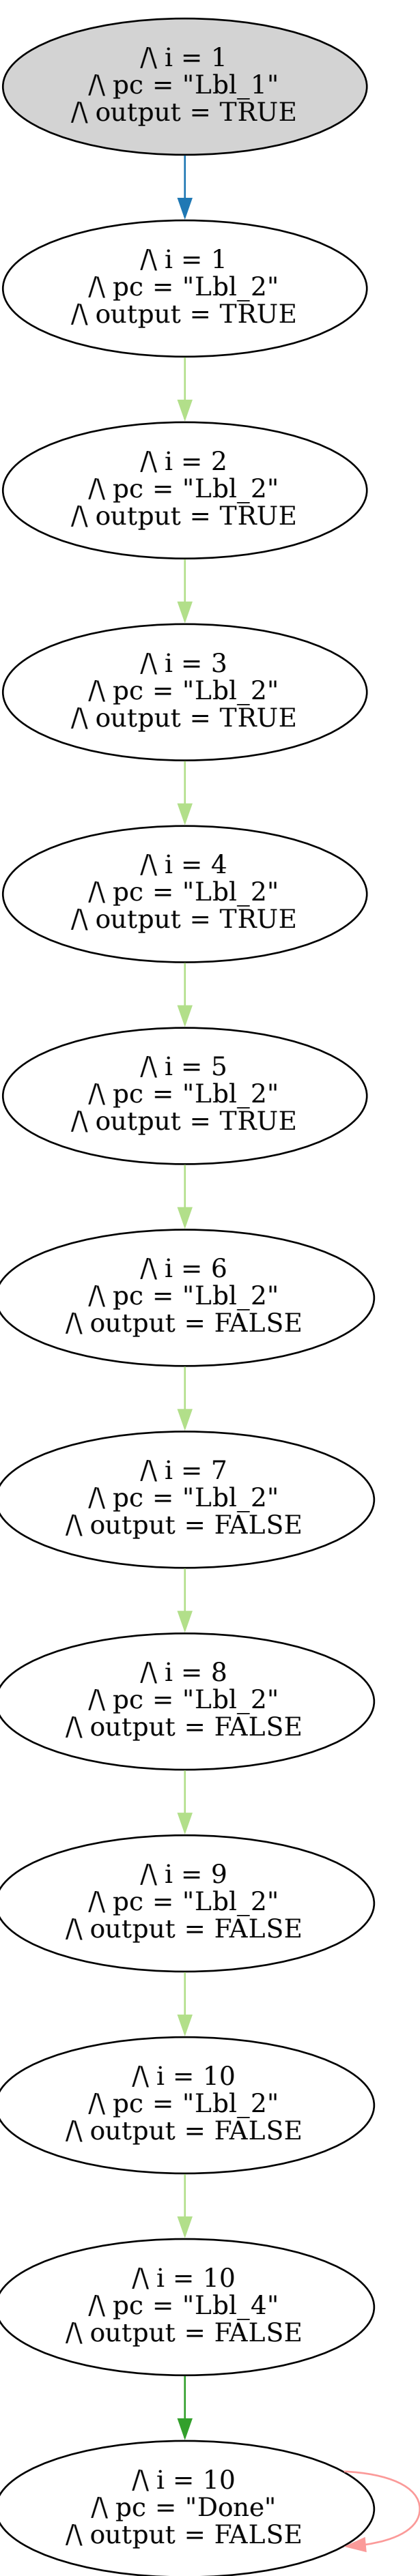 /\ i = 1
/\ pc = "Lbl_1"
/\ output = TRUE
/\ i = 1
/\ pc = "Lbl_2"
/\ output = TRUE
/\ i = 2
/\ pc = "Lbl_2"
/\ output = TRUE
/\ i = 3
/\ pc = "Lbl_2"
/\ output = TRUE
/\ i = 4
/\ pc = "Lbl_2"
/\ output = TRUE
/\ i = 5
/\ pc = "Lbl_2"
/\ output = TRUE
/\ i = 6
/\ pc = "Lbl_2"
/\ output = FALSE
/\ i = 7
/\ pc = "Lbl_2"
/\ output = FALSE
/\ i = 8
/\ pc = "Lbl_2"
/\ output = FALSE
/\ i = 9
/\ pc = "Lbl_2"
/\ output = FALSE
/\ i = 10
/\ pc = "Lbl_2"
/\ output = FALSE
/\ i = 10
/\ pc = "Lbl_4"
/\ output = FALSE
/\ i = 10
/\ pc = "Done"
/\ output = FALSE